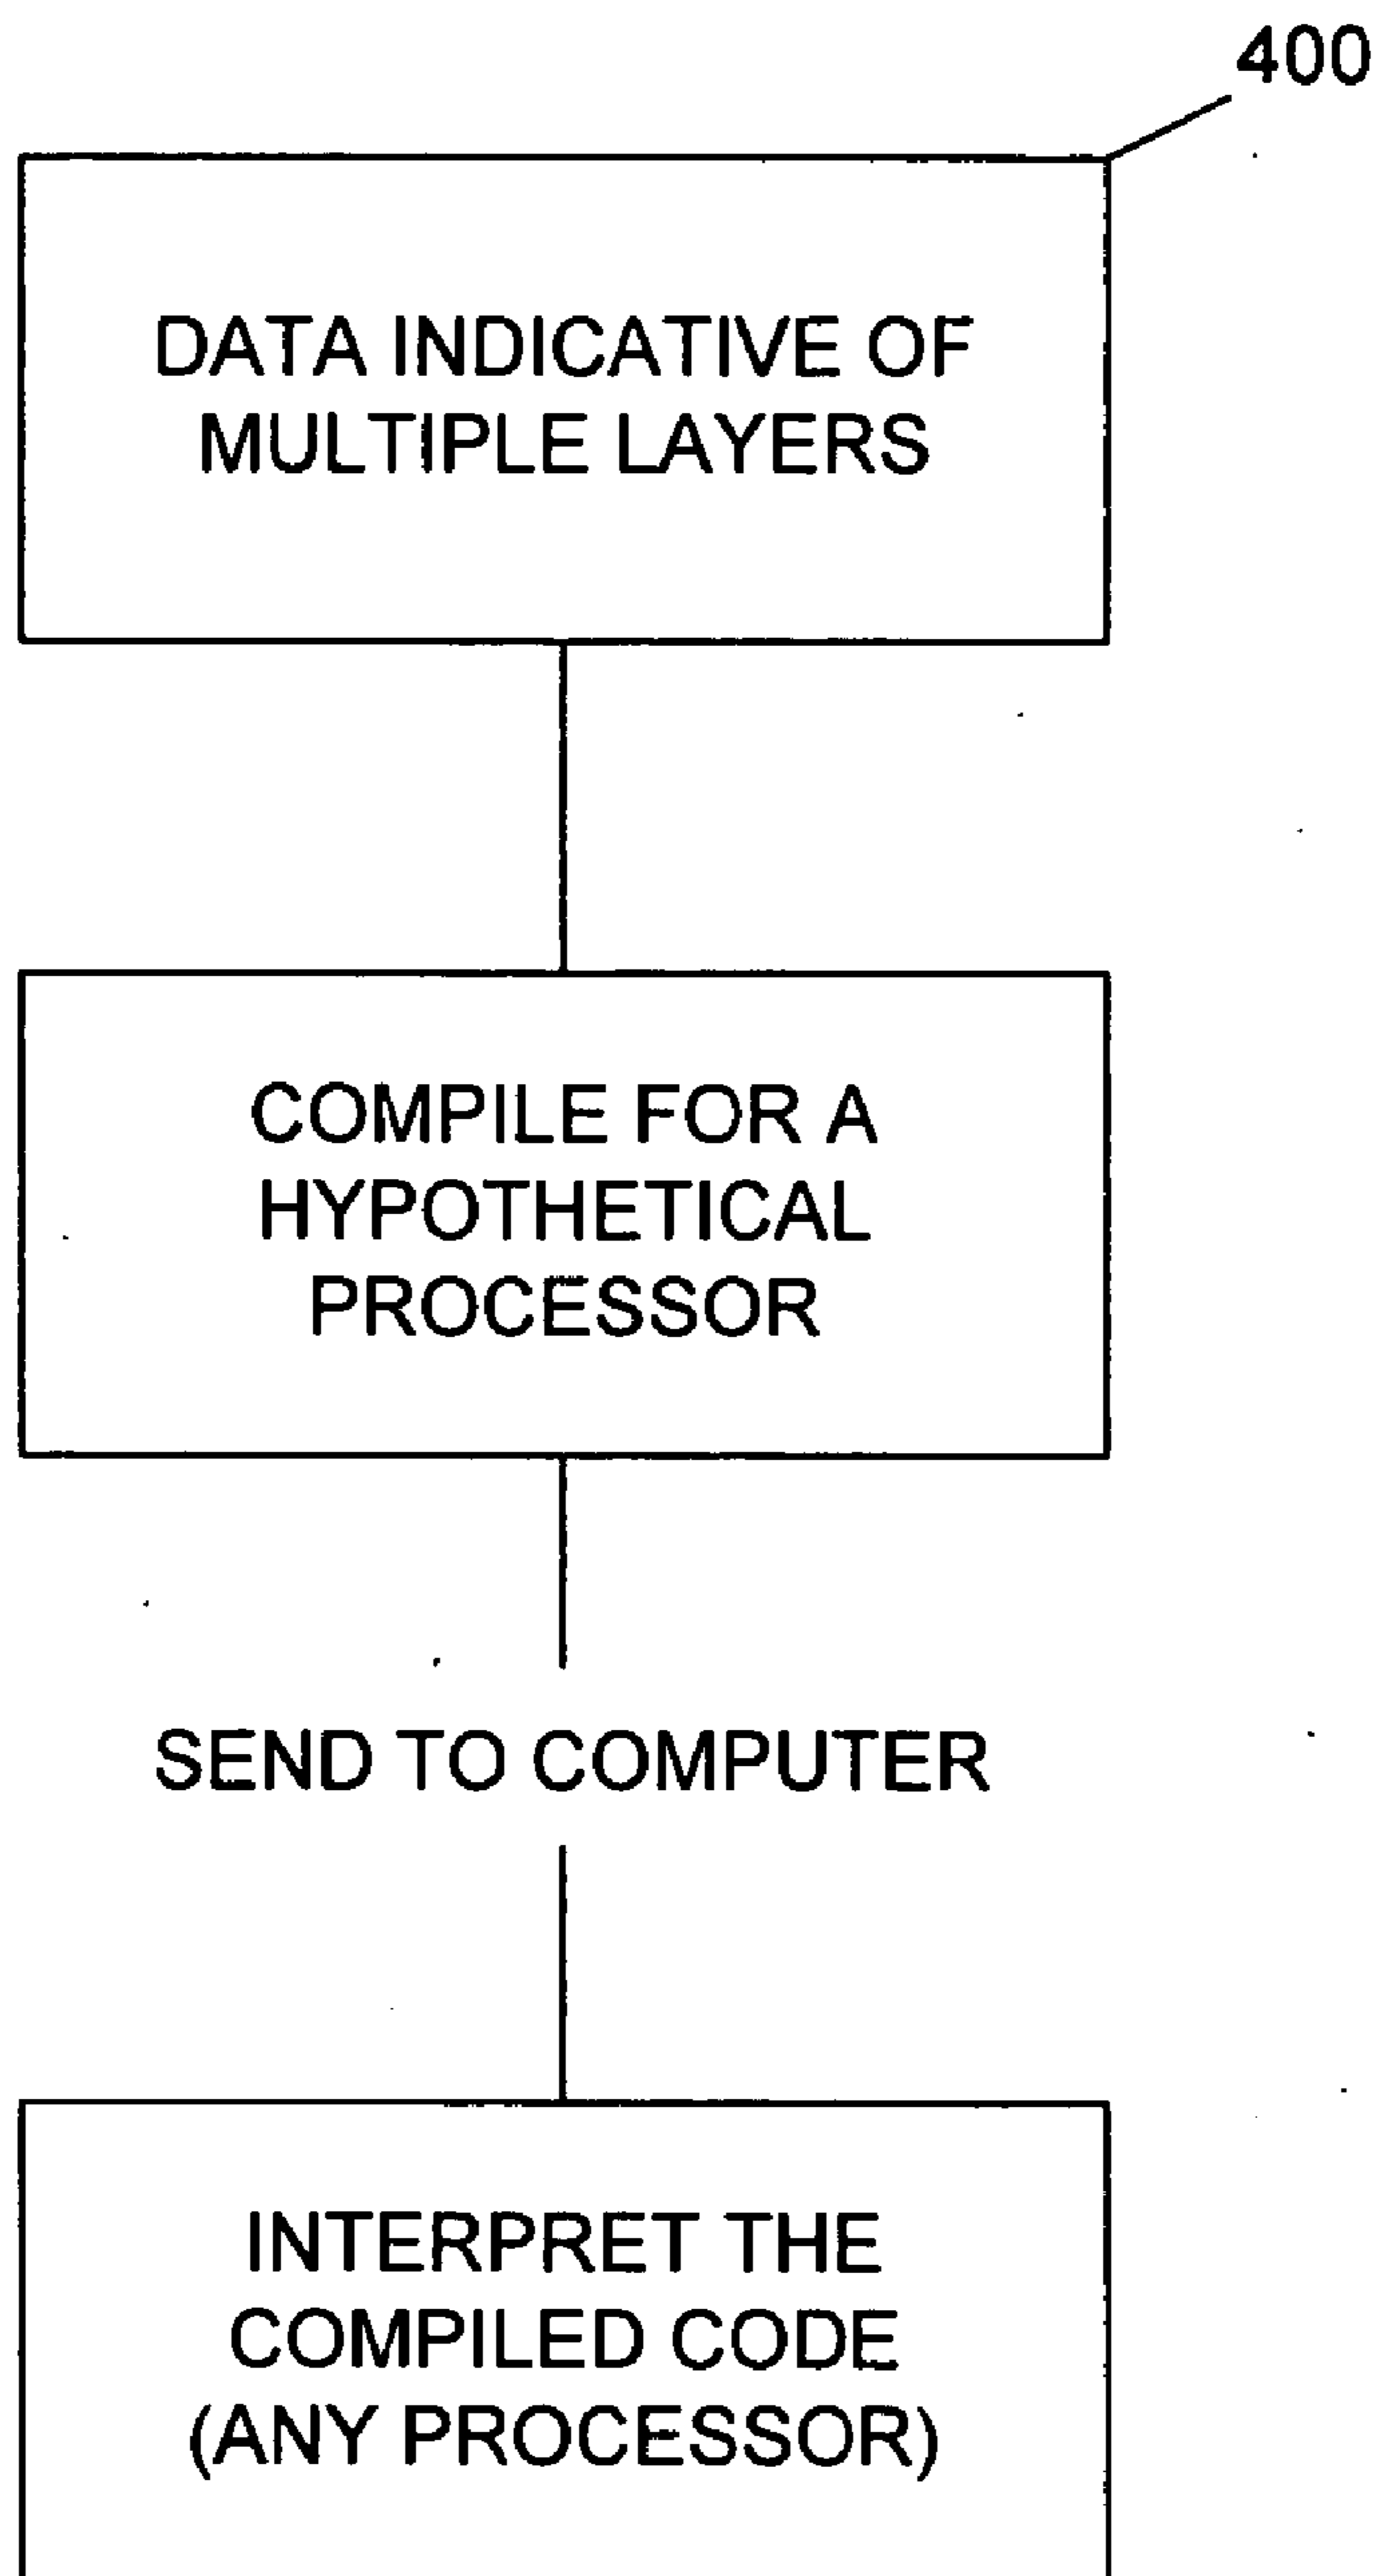 400
DATA INDICATIVE OF
MULTIPLE LAYERS
COMPILE FOR A
HYPOTHETICAL
PROCESSOR
SEND TO COMPUTER
INTERPRET THE
COMPILED CODE
(ANY PROCESSOR)